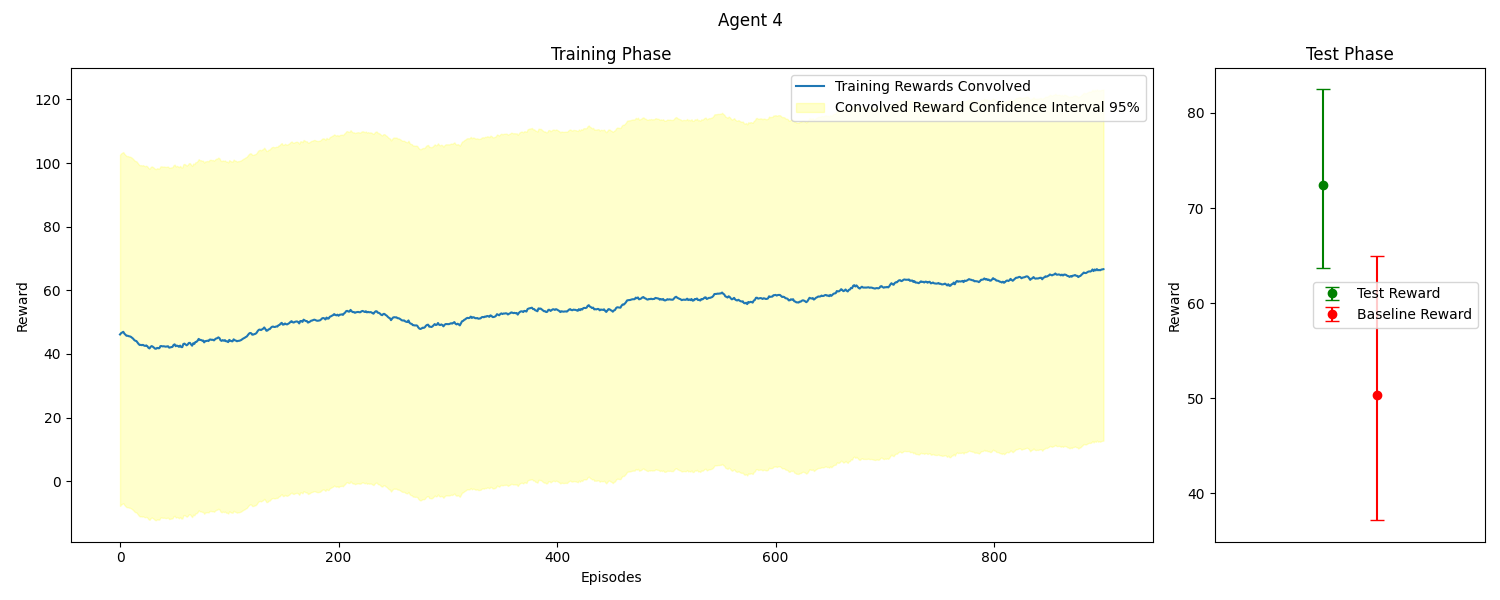 Agent 4
Training Phase
Training Rewards Convolved
Convolved Reward Confidence Interval 95%
120
100
80
60
40
20
0
Reward
0 200 400 600 800
Episodes
Test Phase
80
70
60
50
40
Reward
Test Reward
Baseline Reward